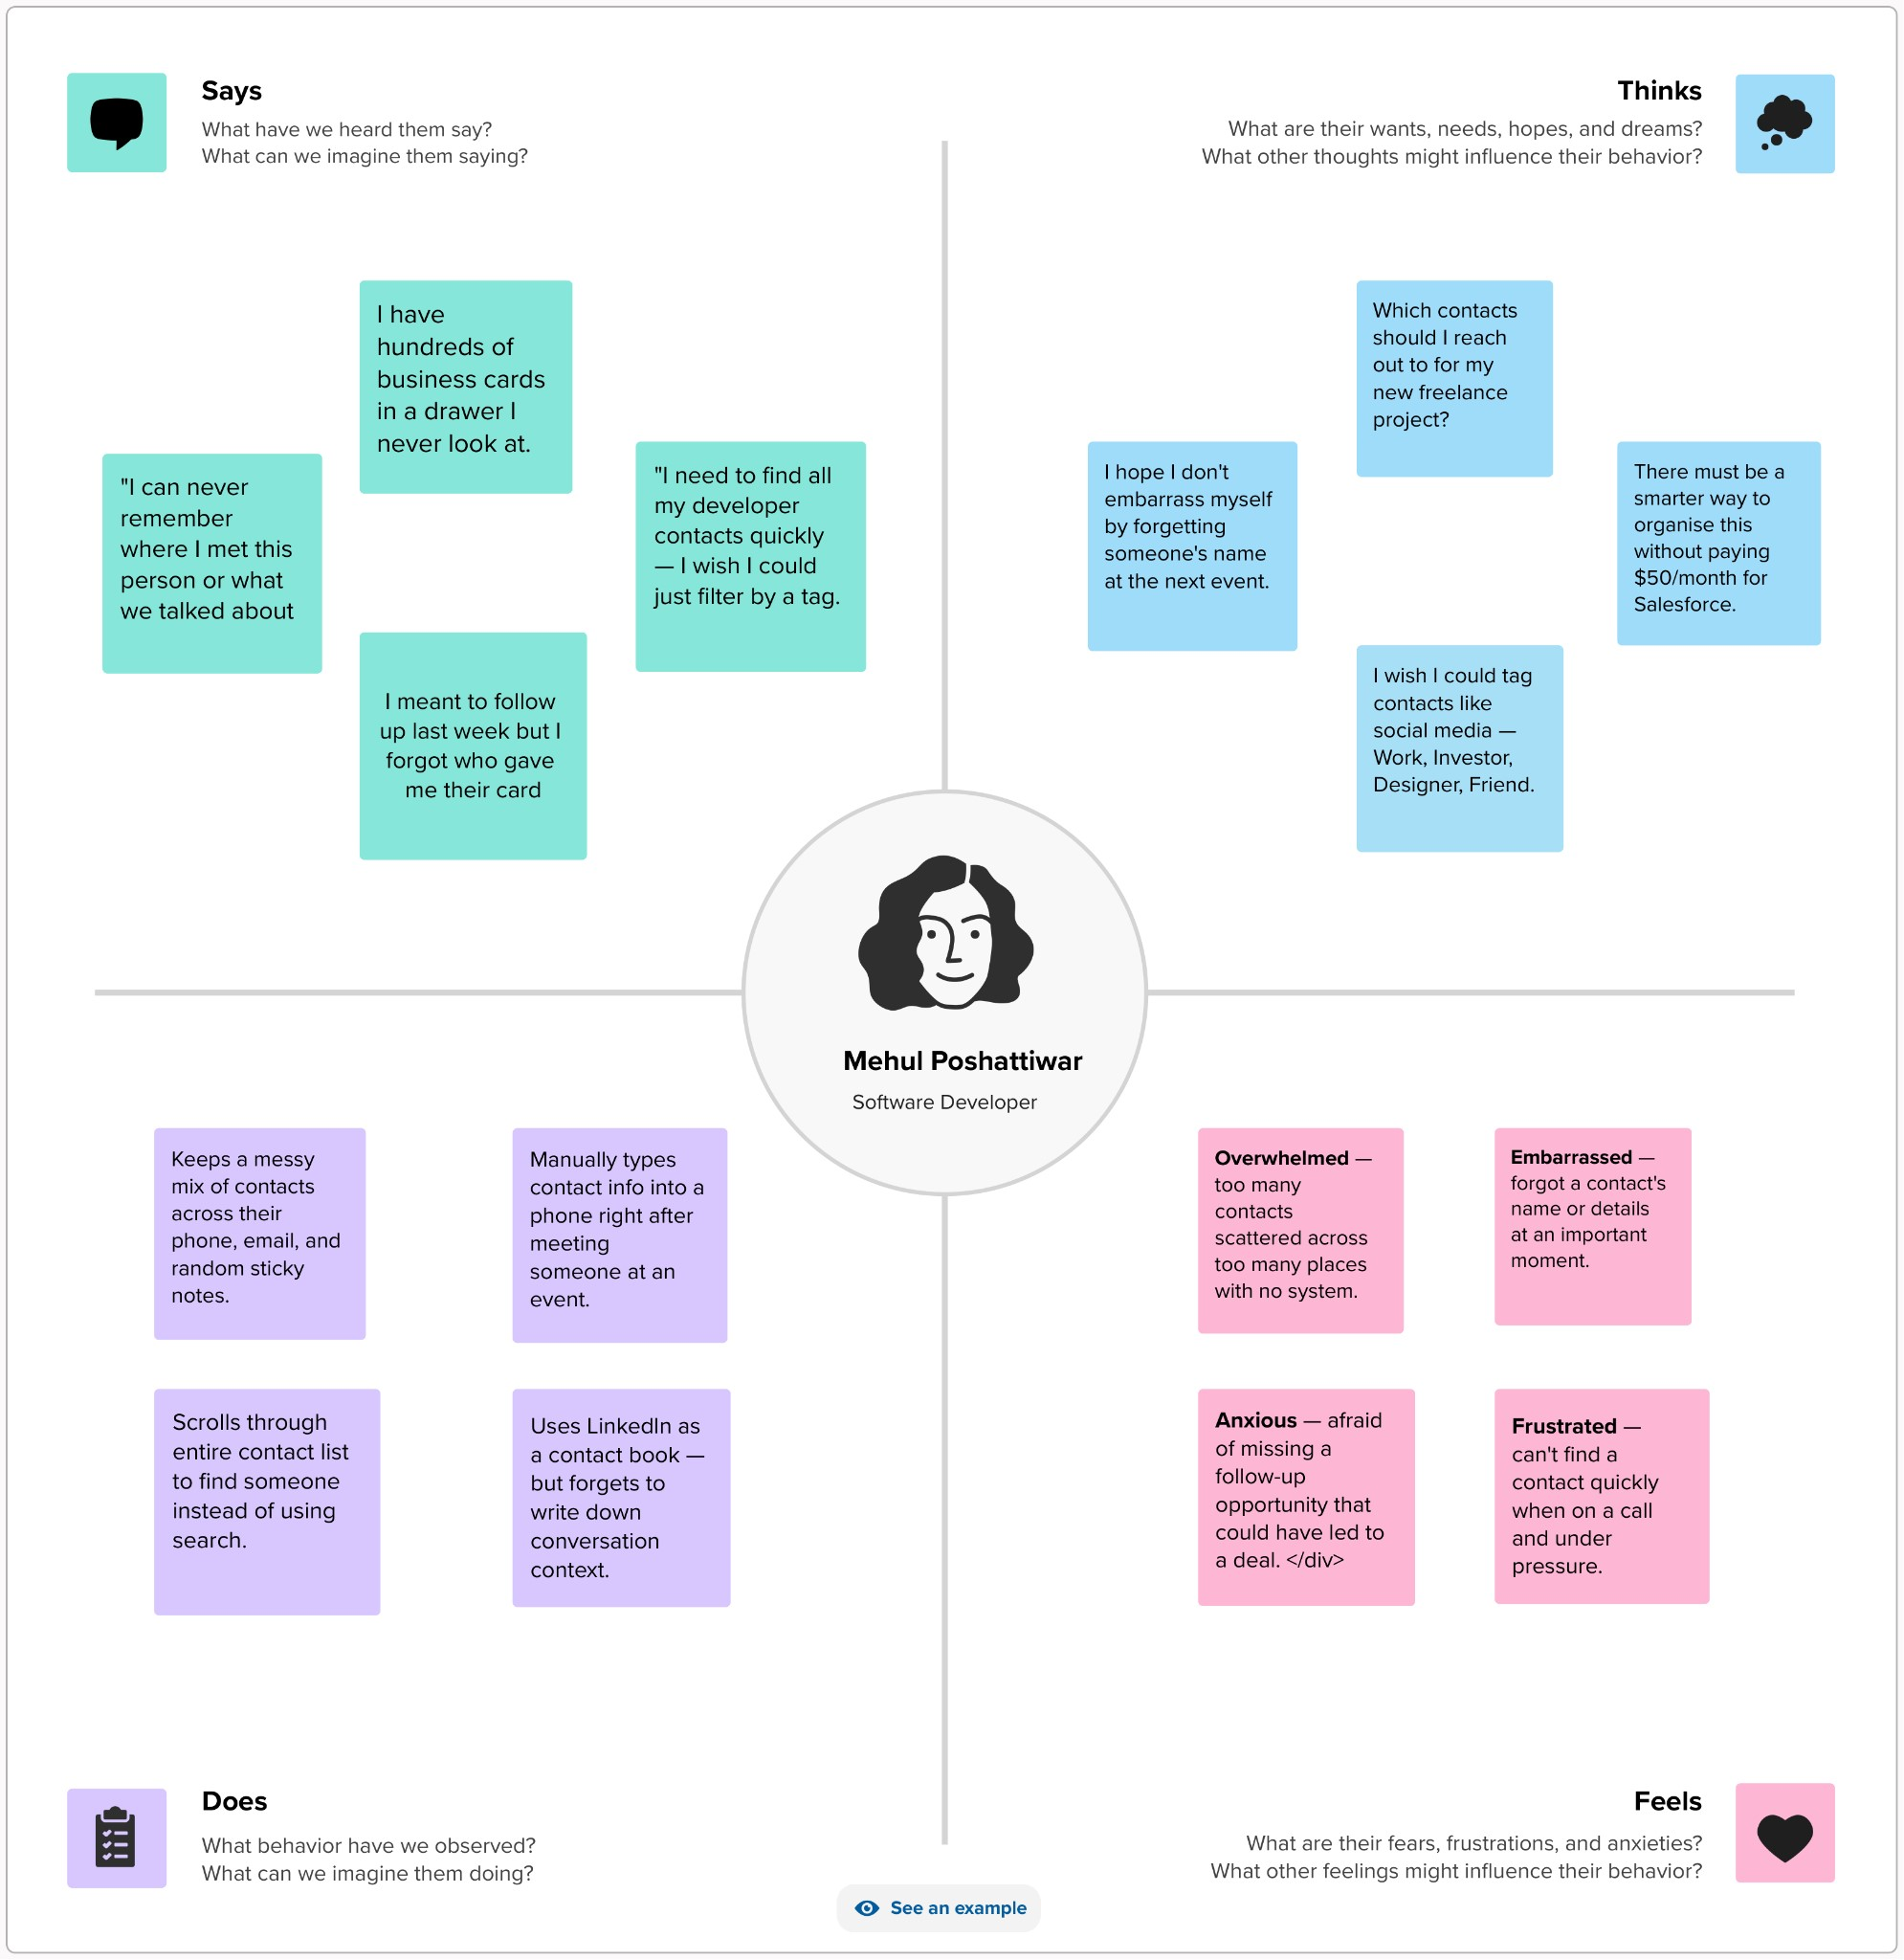 Says
What have we heard them say?
What can we imagine them saying?
Thinks
What are their wants, needs, hopes, and dreams?
What other thoughts might influence their behavior?
I have
hundreds of
business cards
in a drawer I
never look at.
"I can never
remember
where I met this
person or what
we talked about
"I need to find all
my developer
contacts quickly
— I wish I could
just filter by a tag.
I meant to follow
up last week but I
forgot who gave
me their card
Which contacts
should I reach
out to for my
new freelance
project?
I hope I don't
embarrass myself
by forgetting
someone's name
at the next event.
There must be a
smarter way to
organise this
without paying
$50/month for
Salesforce.
I wish I could tag
contacts like
social media —
Work, Investor,
Designer, Friend.
Mehul Poshattiwar
Software Developer
Keeps a messy
mix of contacts
across their
phone, email, and
random sticky
notes.
Manually types
contact info into a
phone right after
meeting
someone at an
event.
Scrolls through
entire contact list
to find someone
instead of using
search.
Uses LinkedIn as
a contact book —
but forgets to
write down
conversation
context.
Overwhelmed —
too many
contacts
scattered across
too many places
with no system.
Embarrassed —
forgot a contact's
name or details
at an important
moment.
Anxious — afraid
of missing a
follow-up
opportunity that
could have led to
a deal. </div>
Frustrated —
can't find a
contact quickly
when on a call
and under
pressure.
Does
What behavior have we observed?
What can we imagine them doing?
Feels
What are their fears, frustrations, and anxieties?
What other feelings might influence their behavior?
See an example